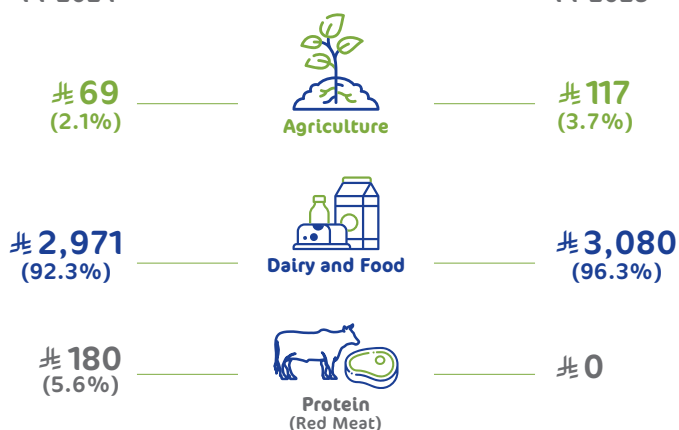 69
(2.1%)
Agriculture
117
(3.7%)
2,971
(92.3%)
Dairy and Food
3,080
(96.3%)
180
(5.6%)
Protein
(Red Meat)
0